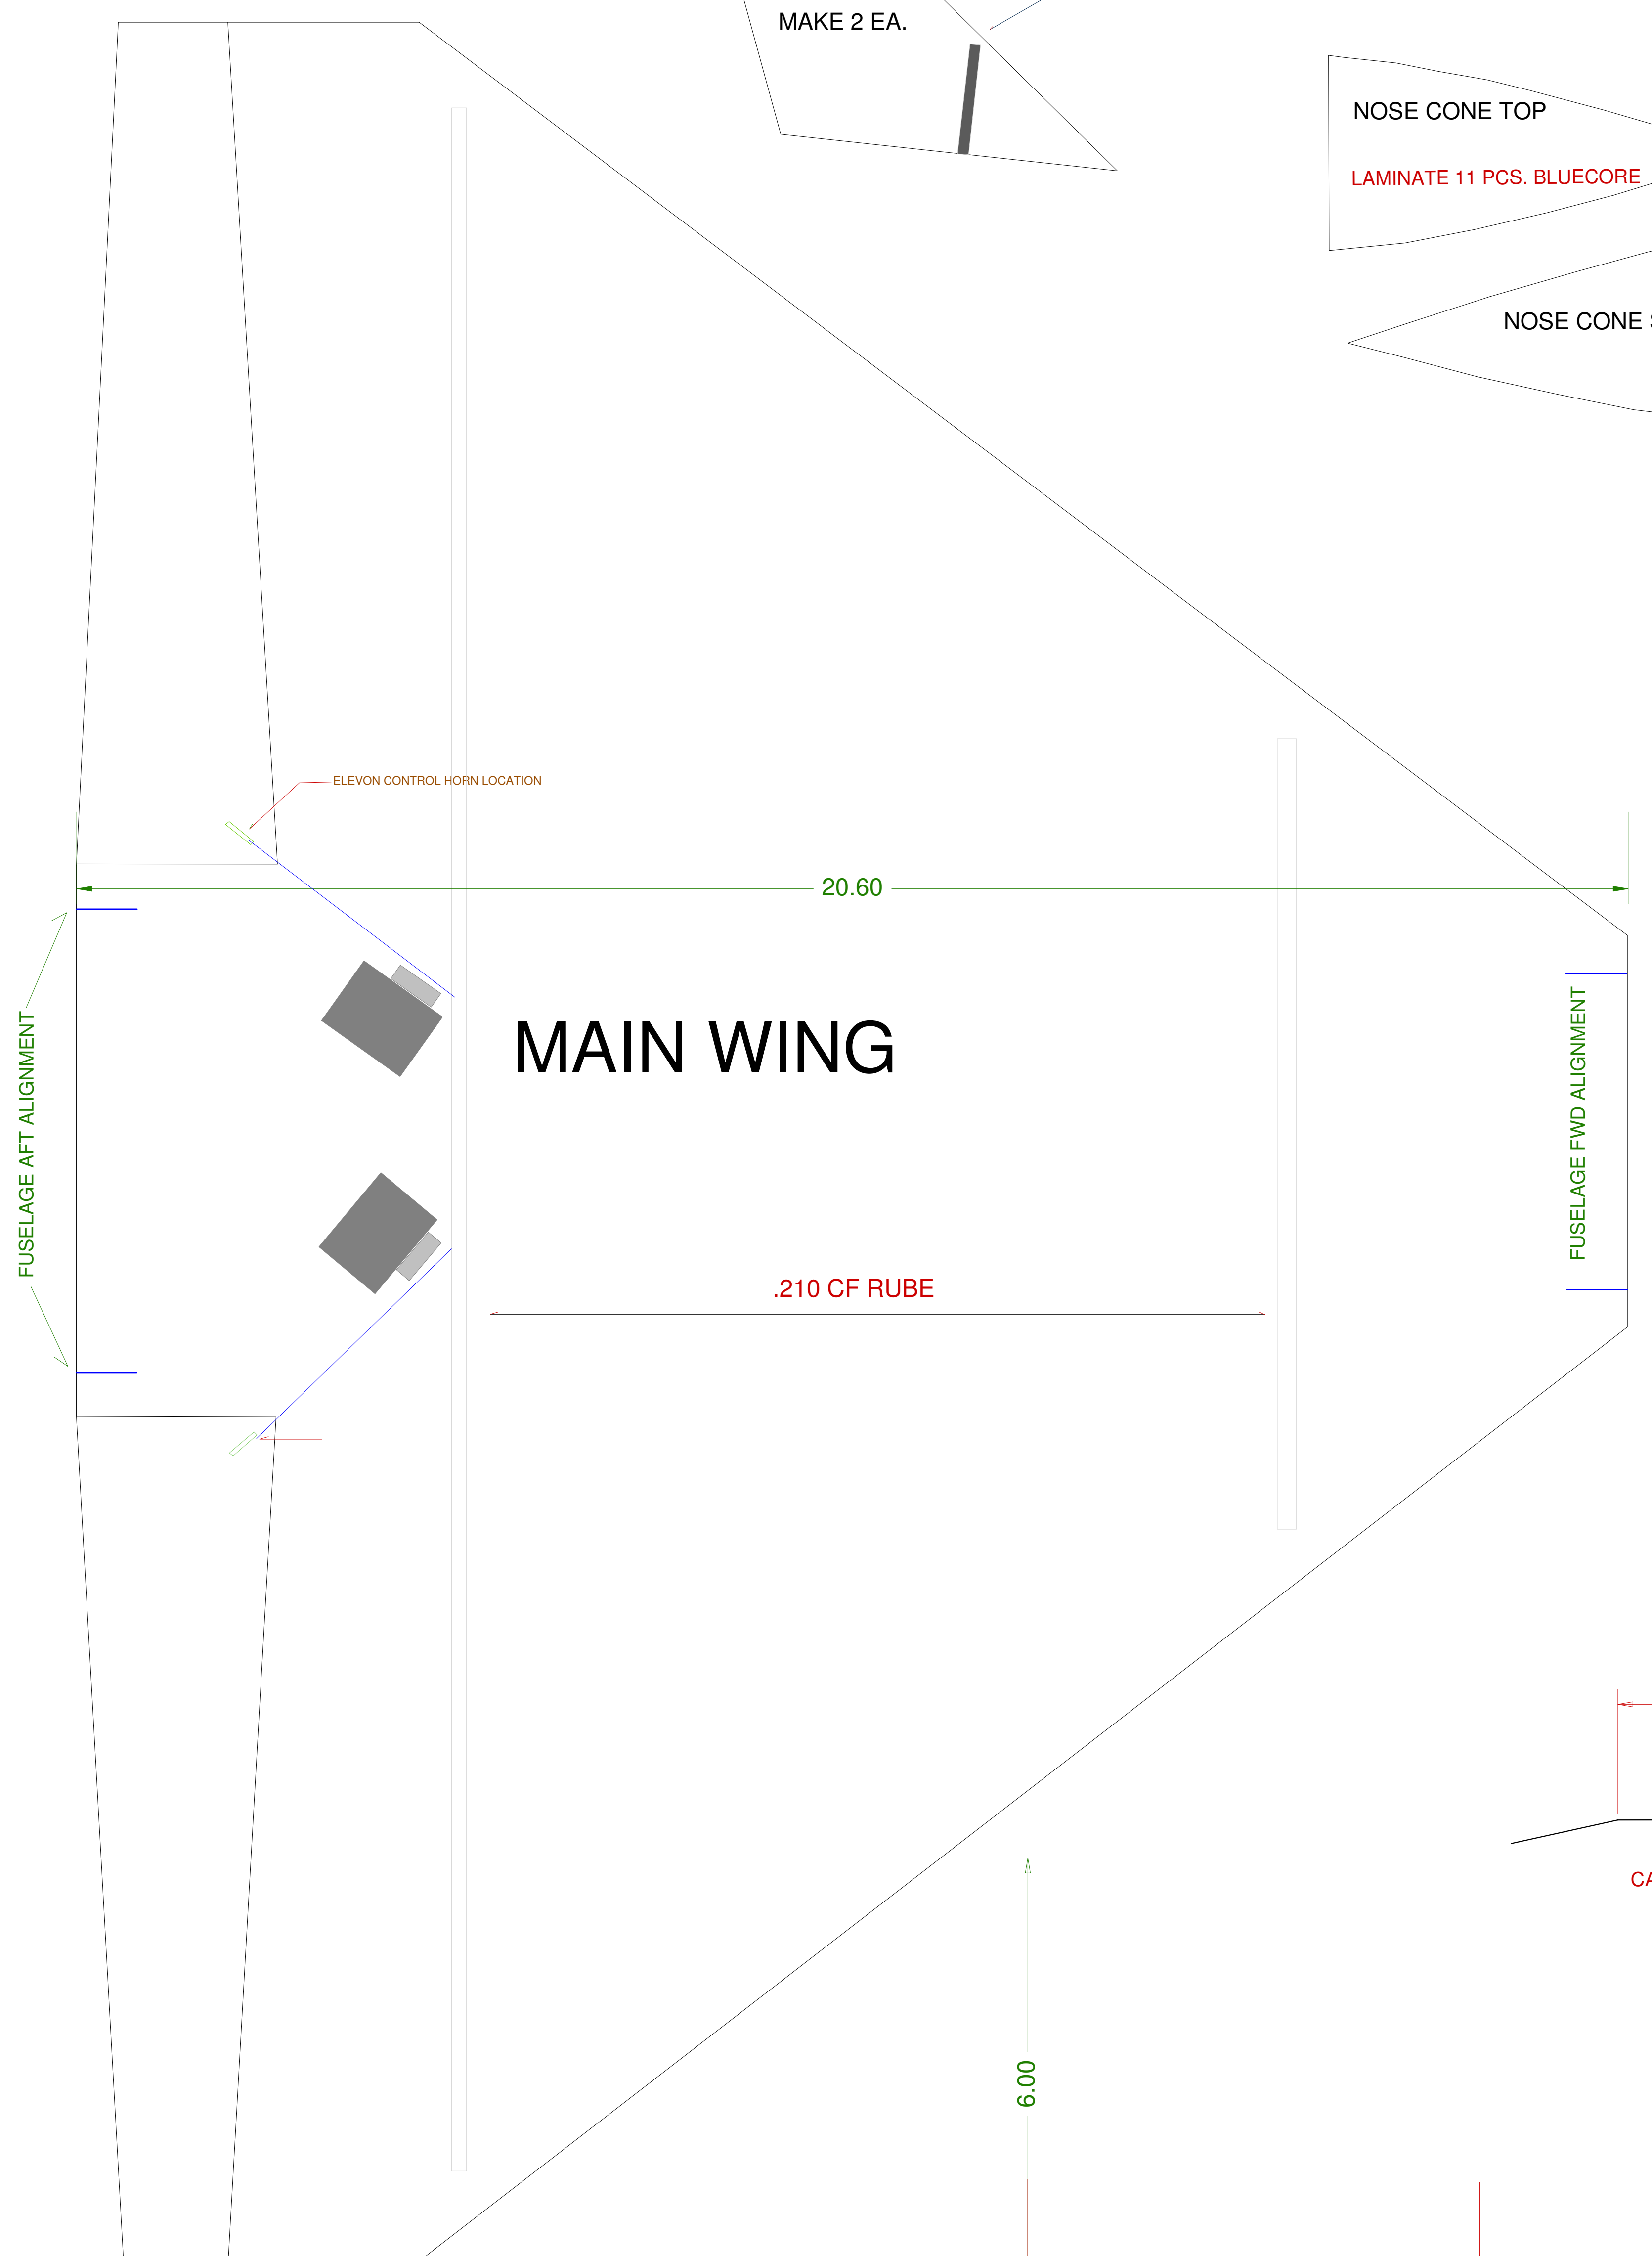 MAKE 2 EA.
NOSE CONE TOP
LAMINATE 11 PCS. BLUECORE
NOSE CONE
ELEVON CONTROL HORN LOCATION
20.60
FUSELAGE AFT ALIGNMENT
MAIN WING
FUSELAGE FWD ALIGNMENT
.210 CF RUBE
CA
6.00